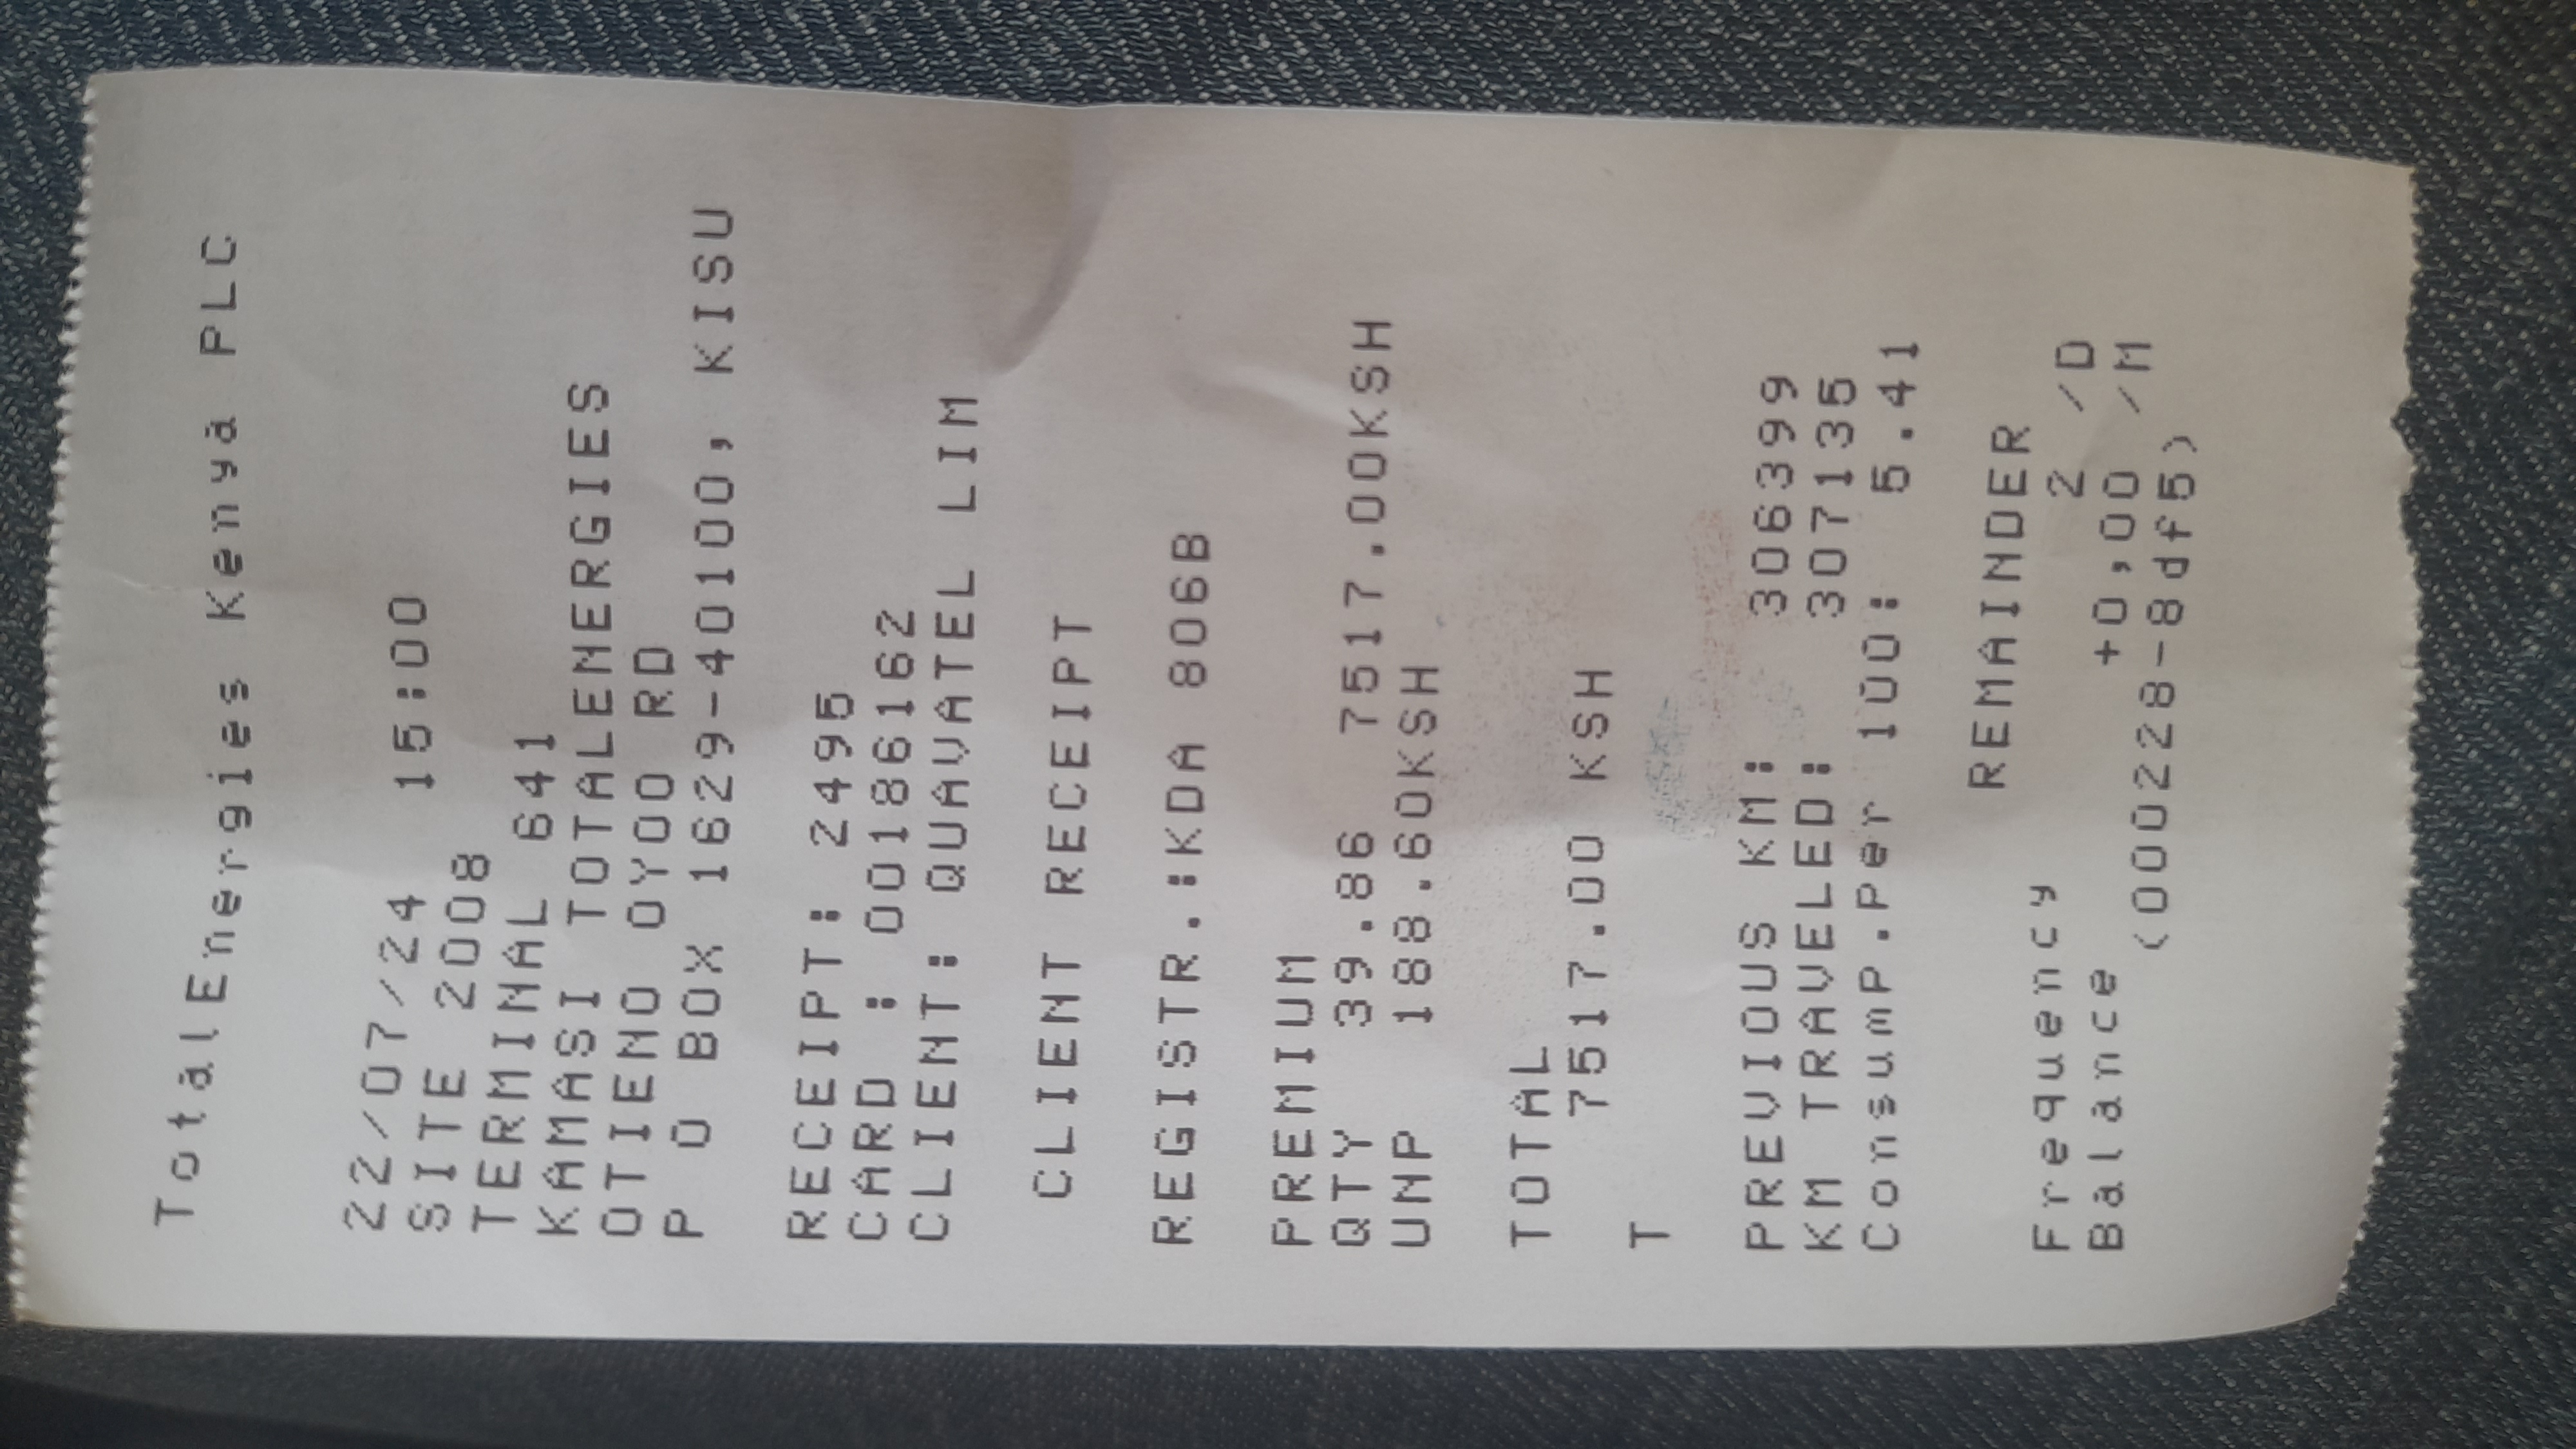 TotalEnergies Kenya PLC
22/07/24 15:00
SITE 2008
TERMINAL 641
KAMASI TOTALENERGIES
OTIENO OYOO RD
P O BOX 1629-40100, KISU
RECEIPT: 2495
CARD : 00186162
CLIENT: QUAVATEL LIM
CLIENT RECEIPT
REGISTR.:KDA 806B
PREMIUM
QTY 39.86 7517.00KSH
UNP 188.60KSH
TOTAL
7517.00 KSH
T
PREVIOUS KM: 306399
KM TRAVELED: 307135
Consump.Per 100: 5.41
REMAINDER
Frequency 2 /D
Balance +0,00 /M
(000228-8df5)